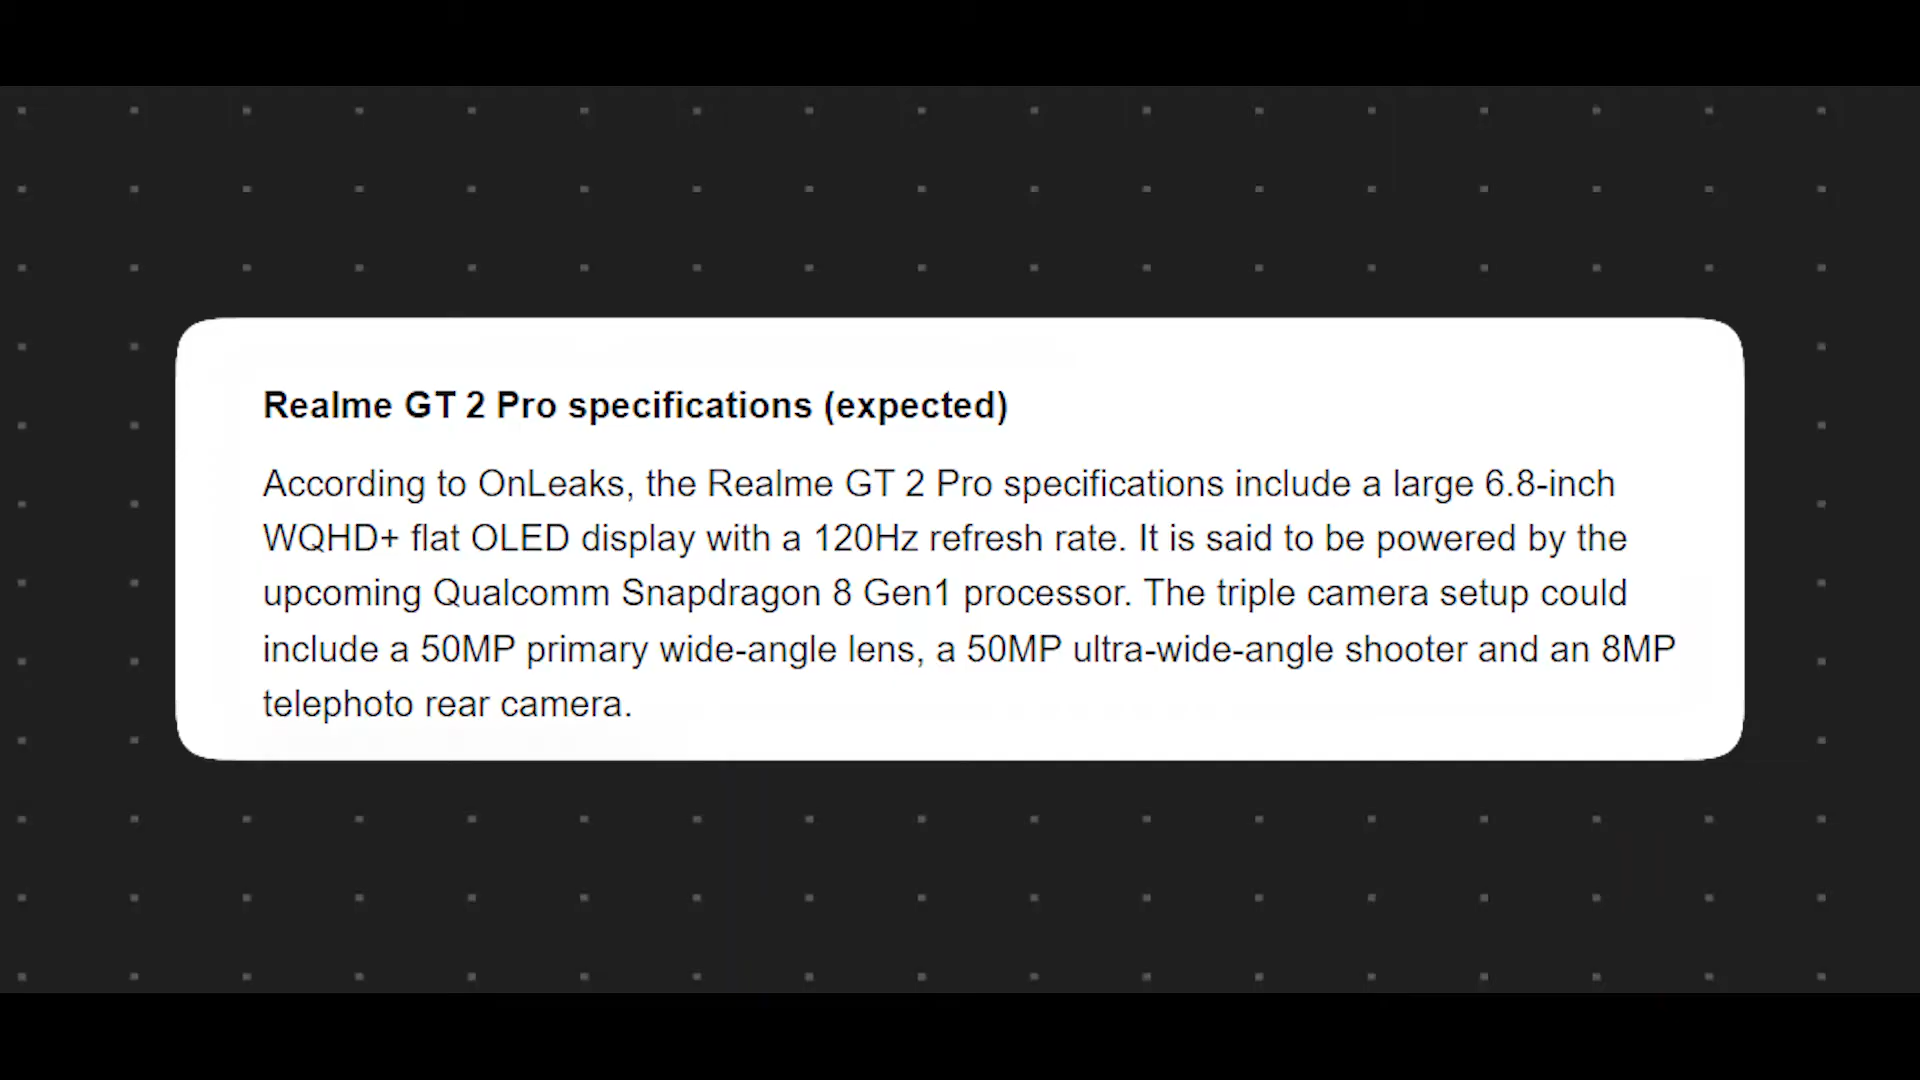 Realme GT 2 Pro specifications (expected)
According to OnLeaks, the Realme GT 2 Pro specifications include a large 6.8-inch
WQHD+ flat OLED display with a 120Hz refresh rate. It is said to be powered by the
upcoming Qualcomm Snapdragon 8 Gen1 processor. The triple camera setup could
include a 50MP primary wide-angle lens, a 50MP ultra-wide-angle shooter and an 8MP
telephoto rear camera.